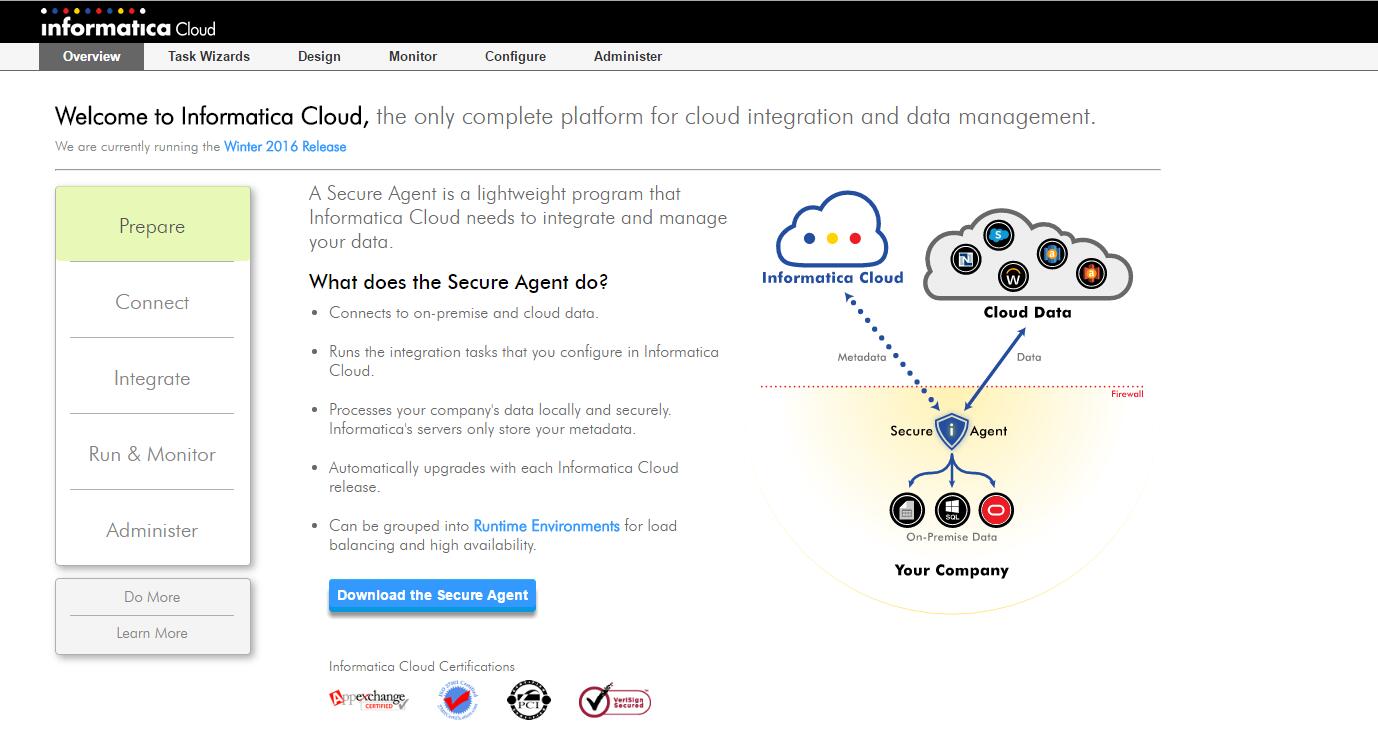 informatica Cloud
Overview Task Wizards Design Monitor Configure Administer
Welcome to Informatica Cloud, the only complete platform for cloud integration and data management.
We are currently running the Winter 2016 Release
Prepare
Connect
Integrate
Run & Monitor
Administer
Do More
Learn More
A Secure Agent is a lightweight program that
Informatica Cloud needs to integrate and manage
your data.
What does the Secure Agent do?
• Connects to on-premise and cloud data.
• Runs the integration tasks that you configure in Informatica
Cloud.
• Processes your company's data locally and securely.
Informatica's servers only store your metadata.
• Automatically upgrades with each Informatica Cloud
release.
• Can be grouped into Runtime Environments for load
balancing and high availability.
Download the Secure Agent
Informatica Cloud Certifications
Appexchange
CERTIFIED
ISO 27001 Certified
PCI
VeriSign
Secured
Informatica Cloud
S
N
a
W
a
Cloud Data
Metadata
Data
Firewall
Secure i Agent
SQL
On-Premise Data
Your Company